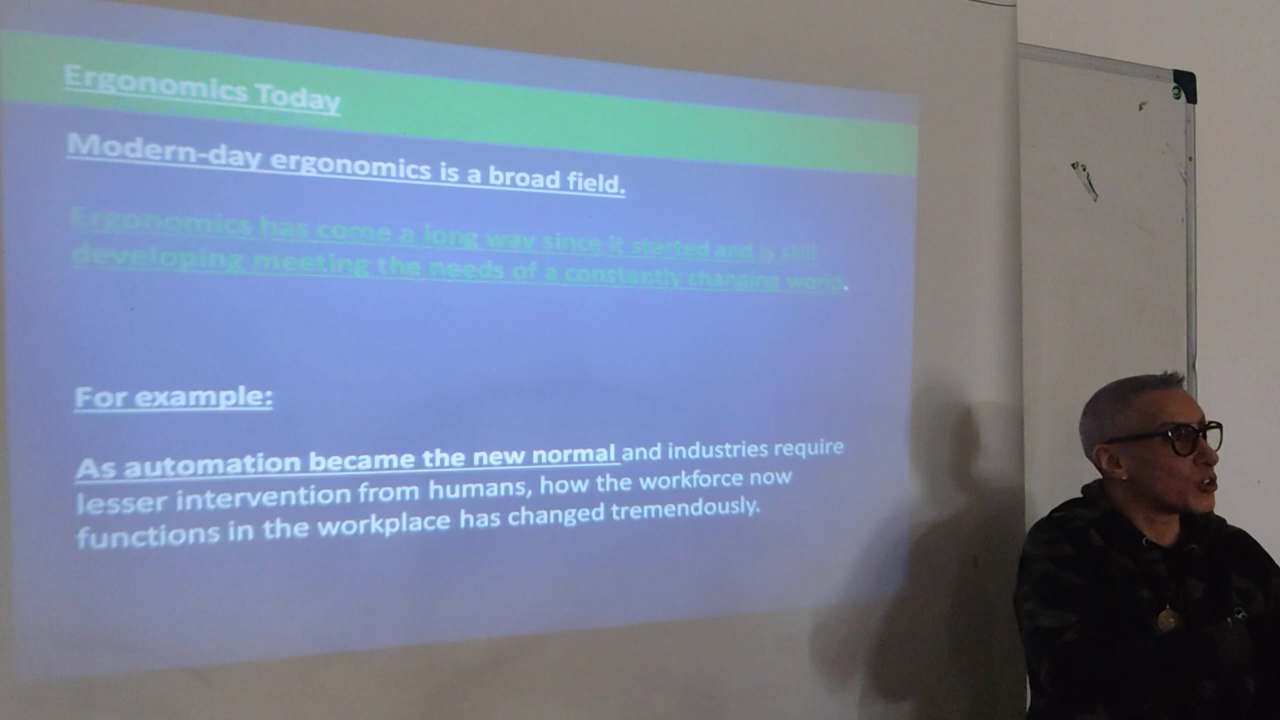 Ergonomics Today
Modern-day ergonomics is a broad field.
Ergonomics has come a long way since it started and is still
developing meeting the needs of a constantly changing world.
For example:
As automation became the new normal and industries require
lesser intervention from humans, how the workforce now
functions in the workplace has changed tremendously.